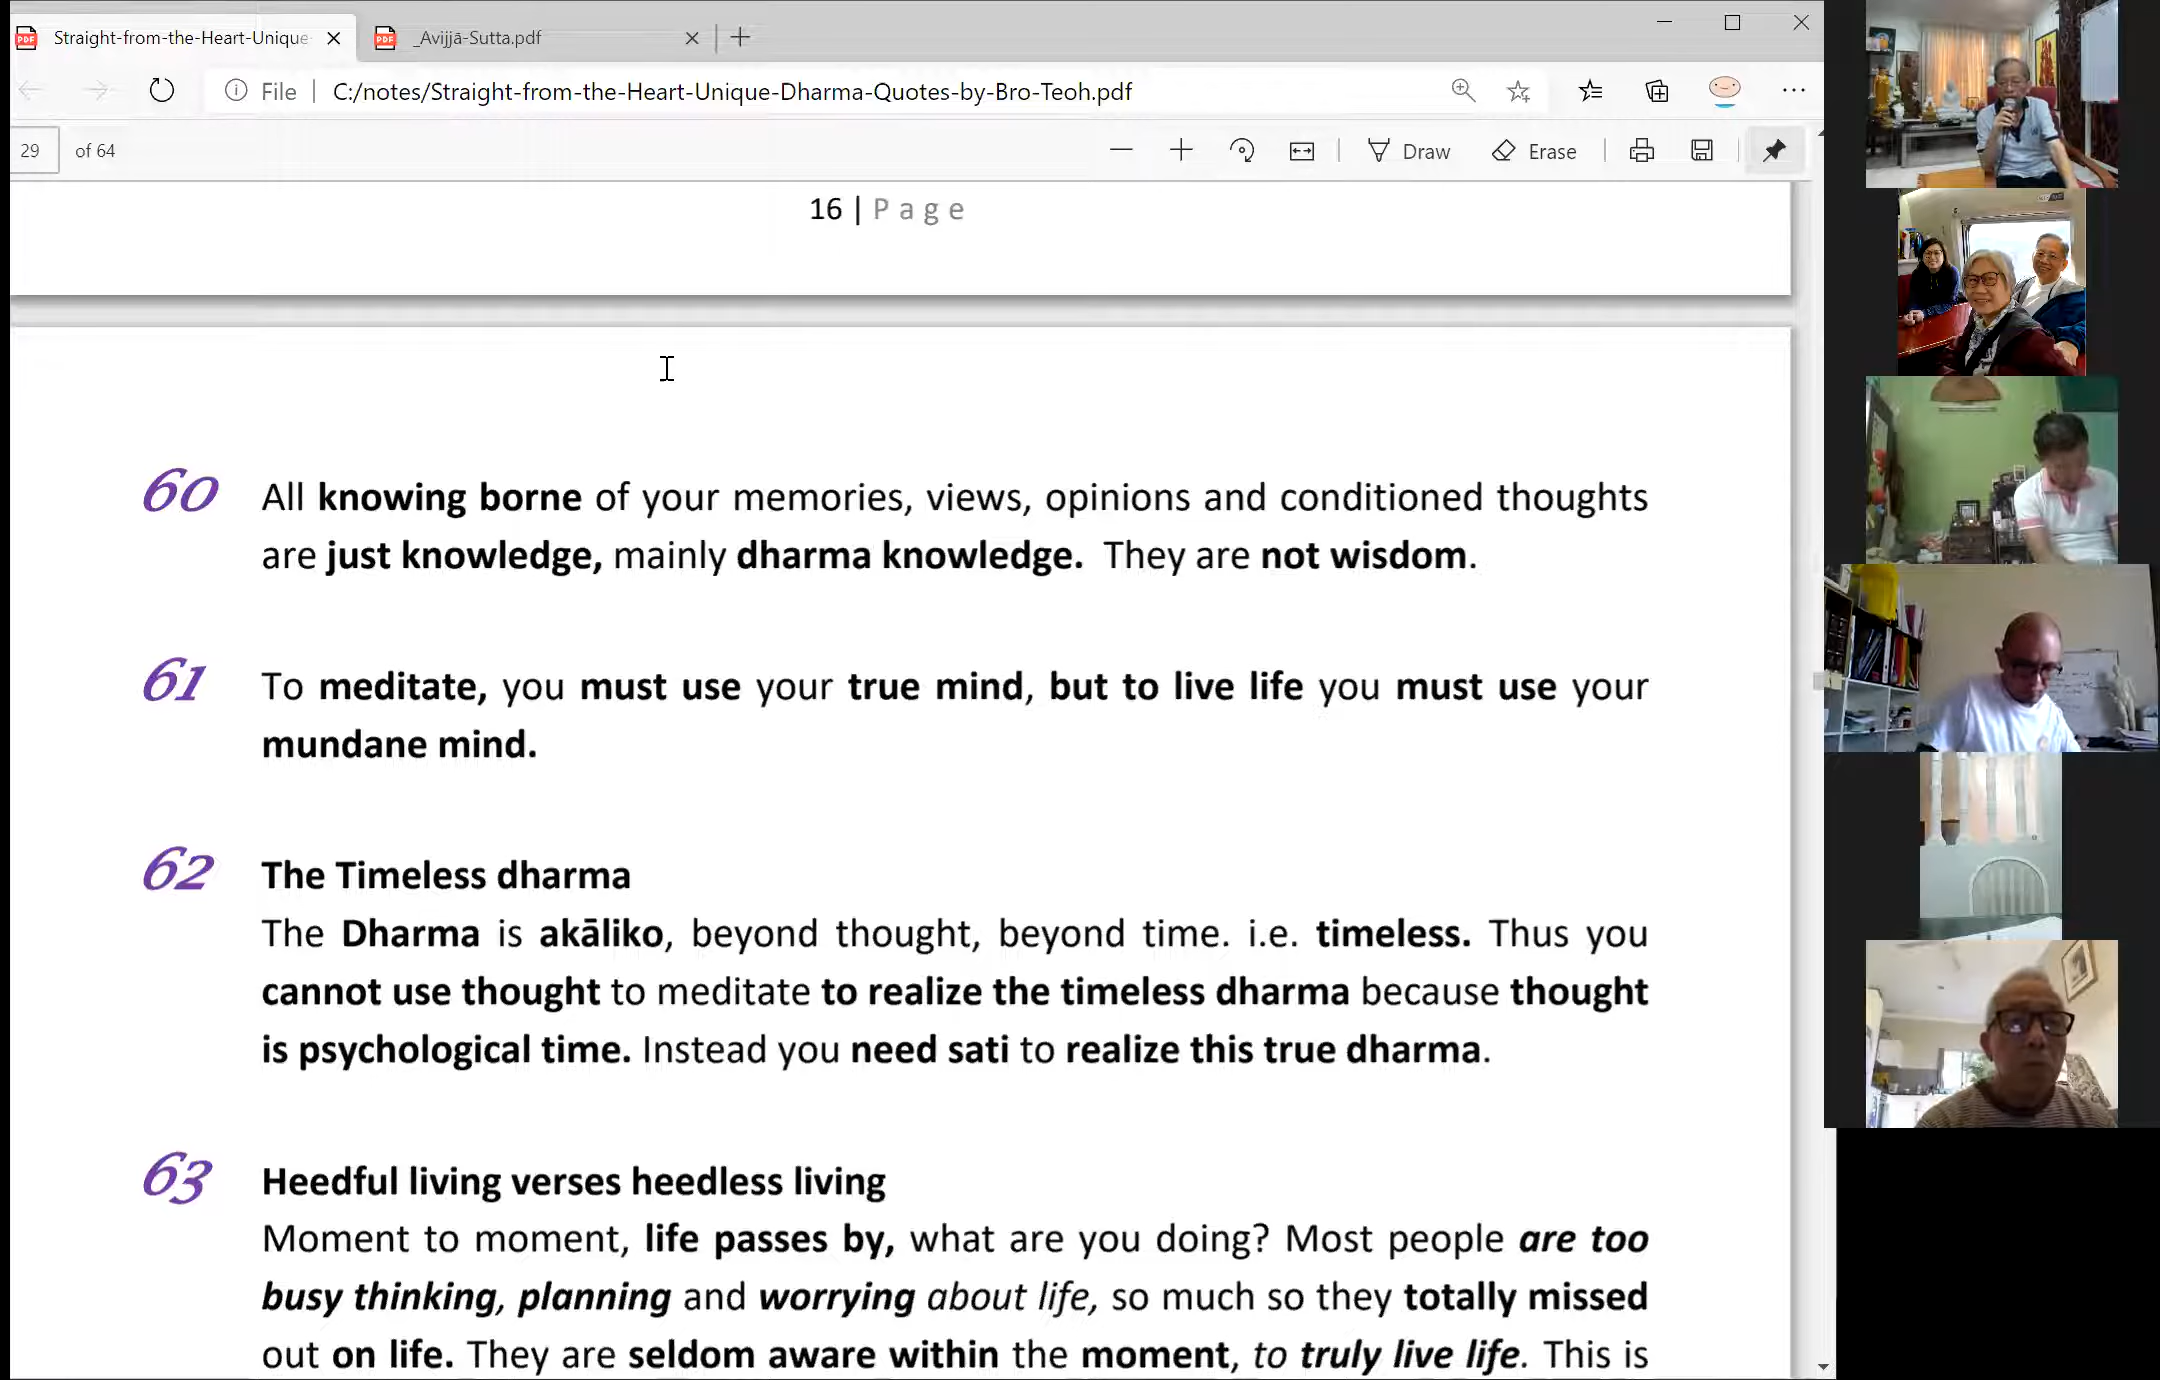 Straight-from-the-Heart-Unique-
_Avijjā-Sutta.pdf
File
C:/notes/Straight-from-the-Heart-Unique-Dharma-Quotes-by-Bro-Teoh.pdf
29 of 64
Draw
Erase
16 | Page
60 All knowing borne of your memories, views, opinions and conditioned thoughts
are just knowledge, mainly dharma knowledge. They are not wisdom.
61 To meditate, you must use your true mind, but to live life you must use your
mundane mind.
62 The Timeless dharma
The Dharma is akāliko, beyond thought, beyond time. i.e. timeless. Thus you
cannot use thought to meditate to realize the timeless dharma because thought
is psychological time. Instead you need sati to realize this true dharma.
63 Heedful living verses heedless living
Moment to moment, life passes by, what are you doing? Most people are too
busy thinking, planning and worrying about life, so much so they totally missed
out on life. They are seldom aware within the moment, to truly live life. This is